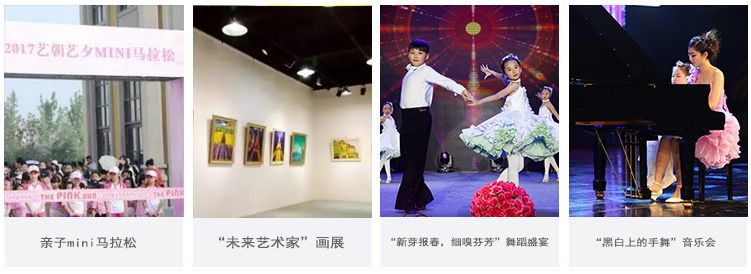 2017艺朝艺夕MINI马拉松
THE PINK RUN
THE PINK
亲子mini马拉松
“未来艺术家”画展
“新芽报春，细嗅芬芳”舞蹈盛宴
“黑白上的手舞”音乐会